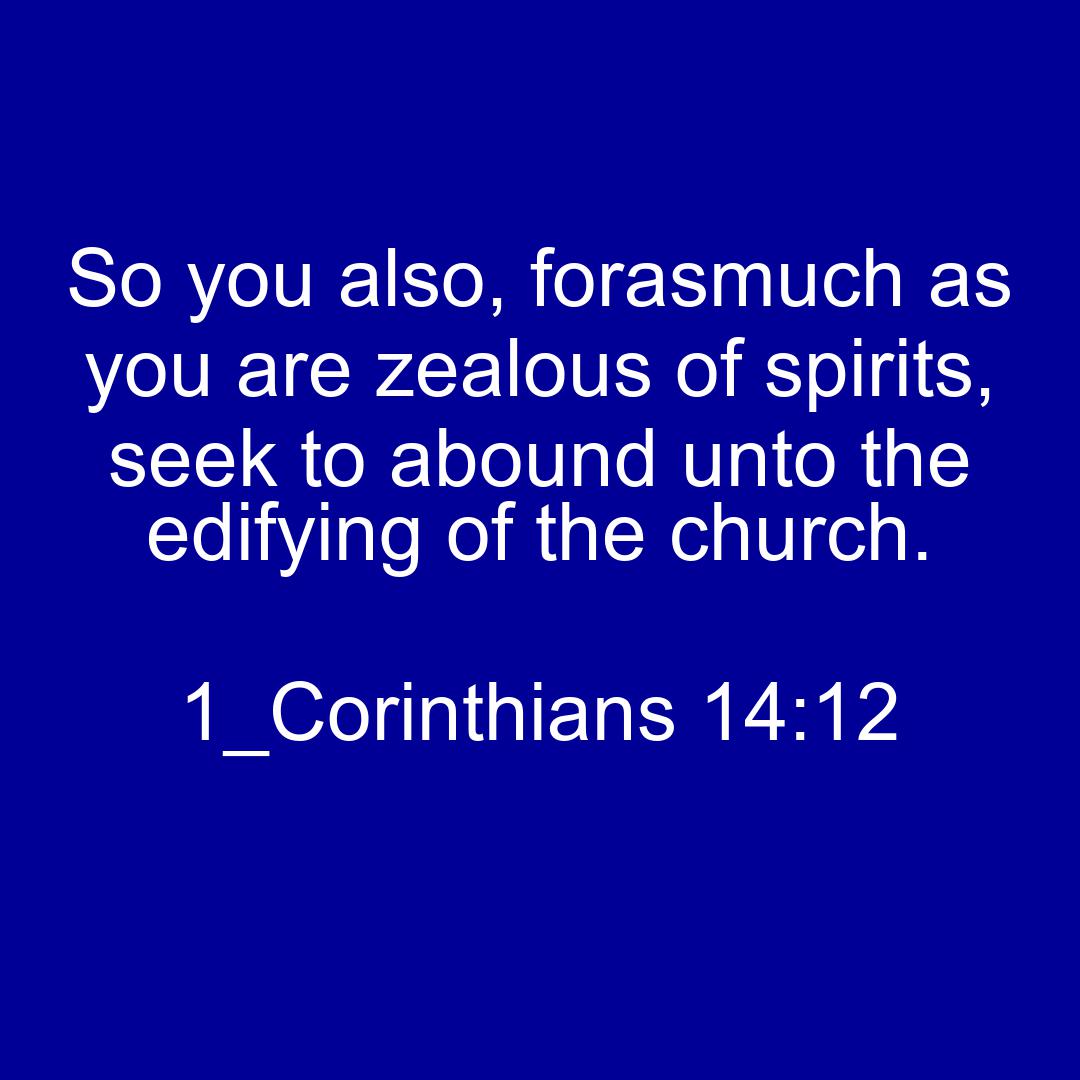 So you also, forasmuch as
you are zealous of spirits,
seek to abound unto the
edifying of the church.
1_Corinthians 14:12